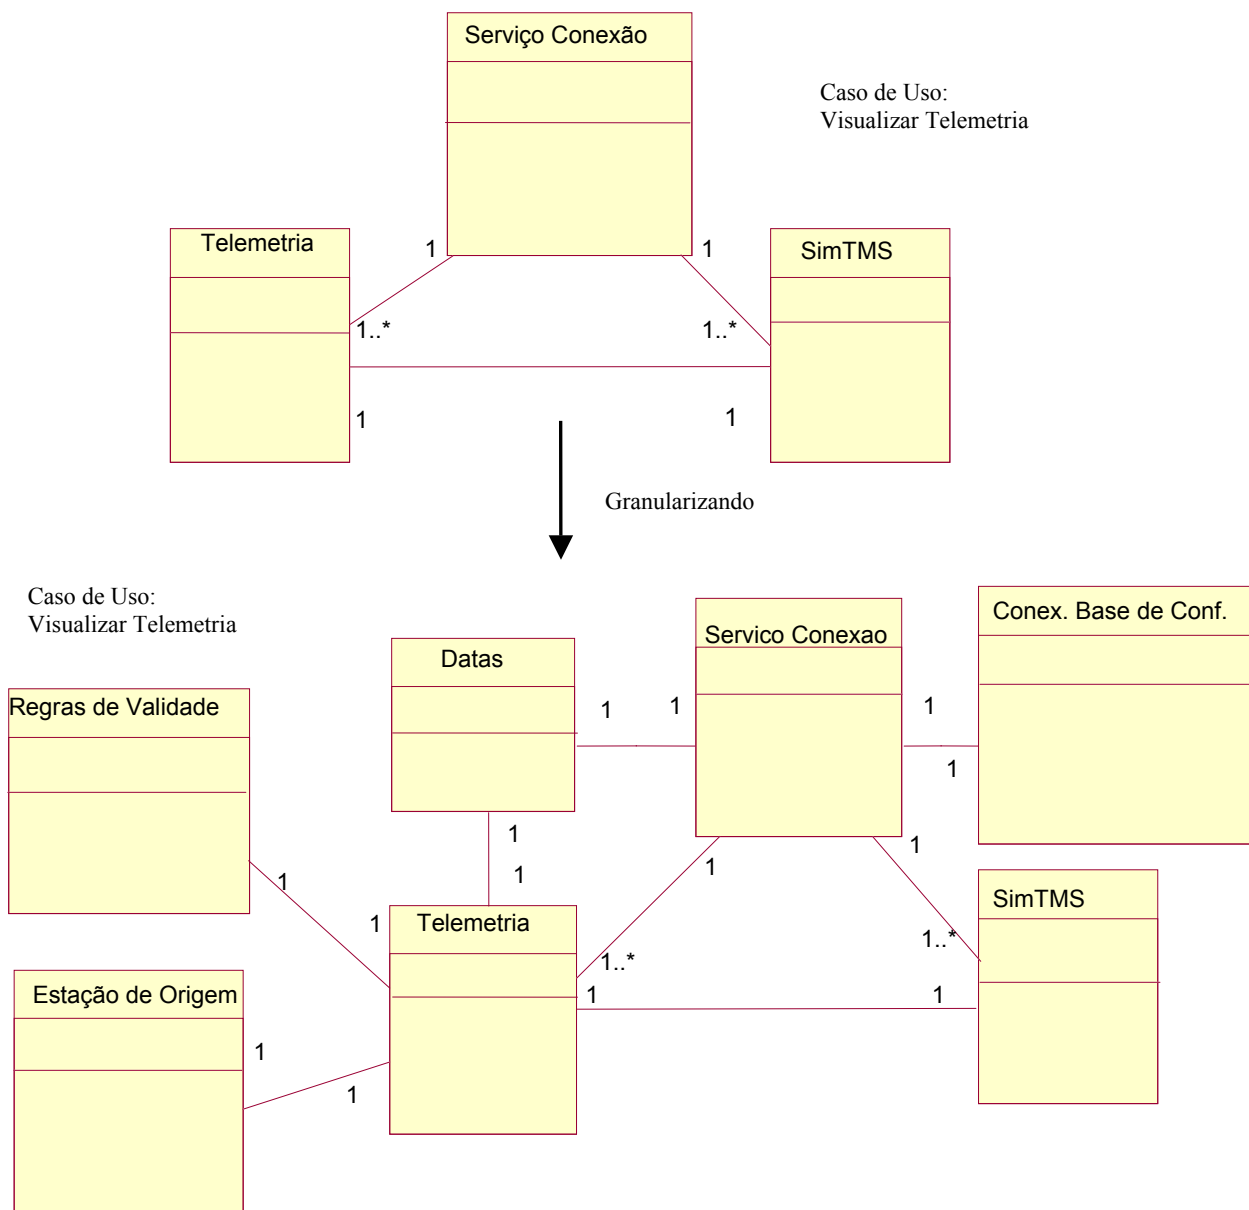 Serviço Conexão
Caso de Uso:
Visualizar Telemetria
Telemetria
1
1
SimTMS
1..*
1..*
1
1
Granularizando
Caso de Uso:
Visualizar Telemetria
Conex. Base de Conf.
Servico Conexao
Datas
Regras de Validade
1
1
1
1
1
1
1
1
1
1
SimTMS
1
Telemetria
1..*
1..*
Estação de Origem
1
1
1
1